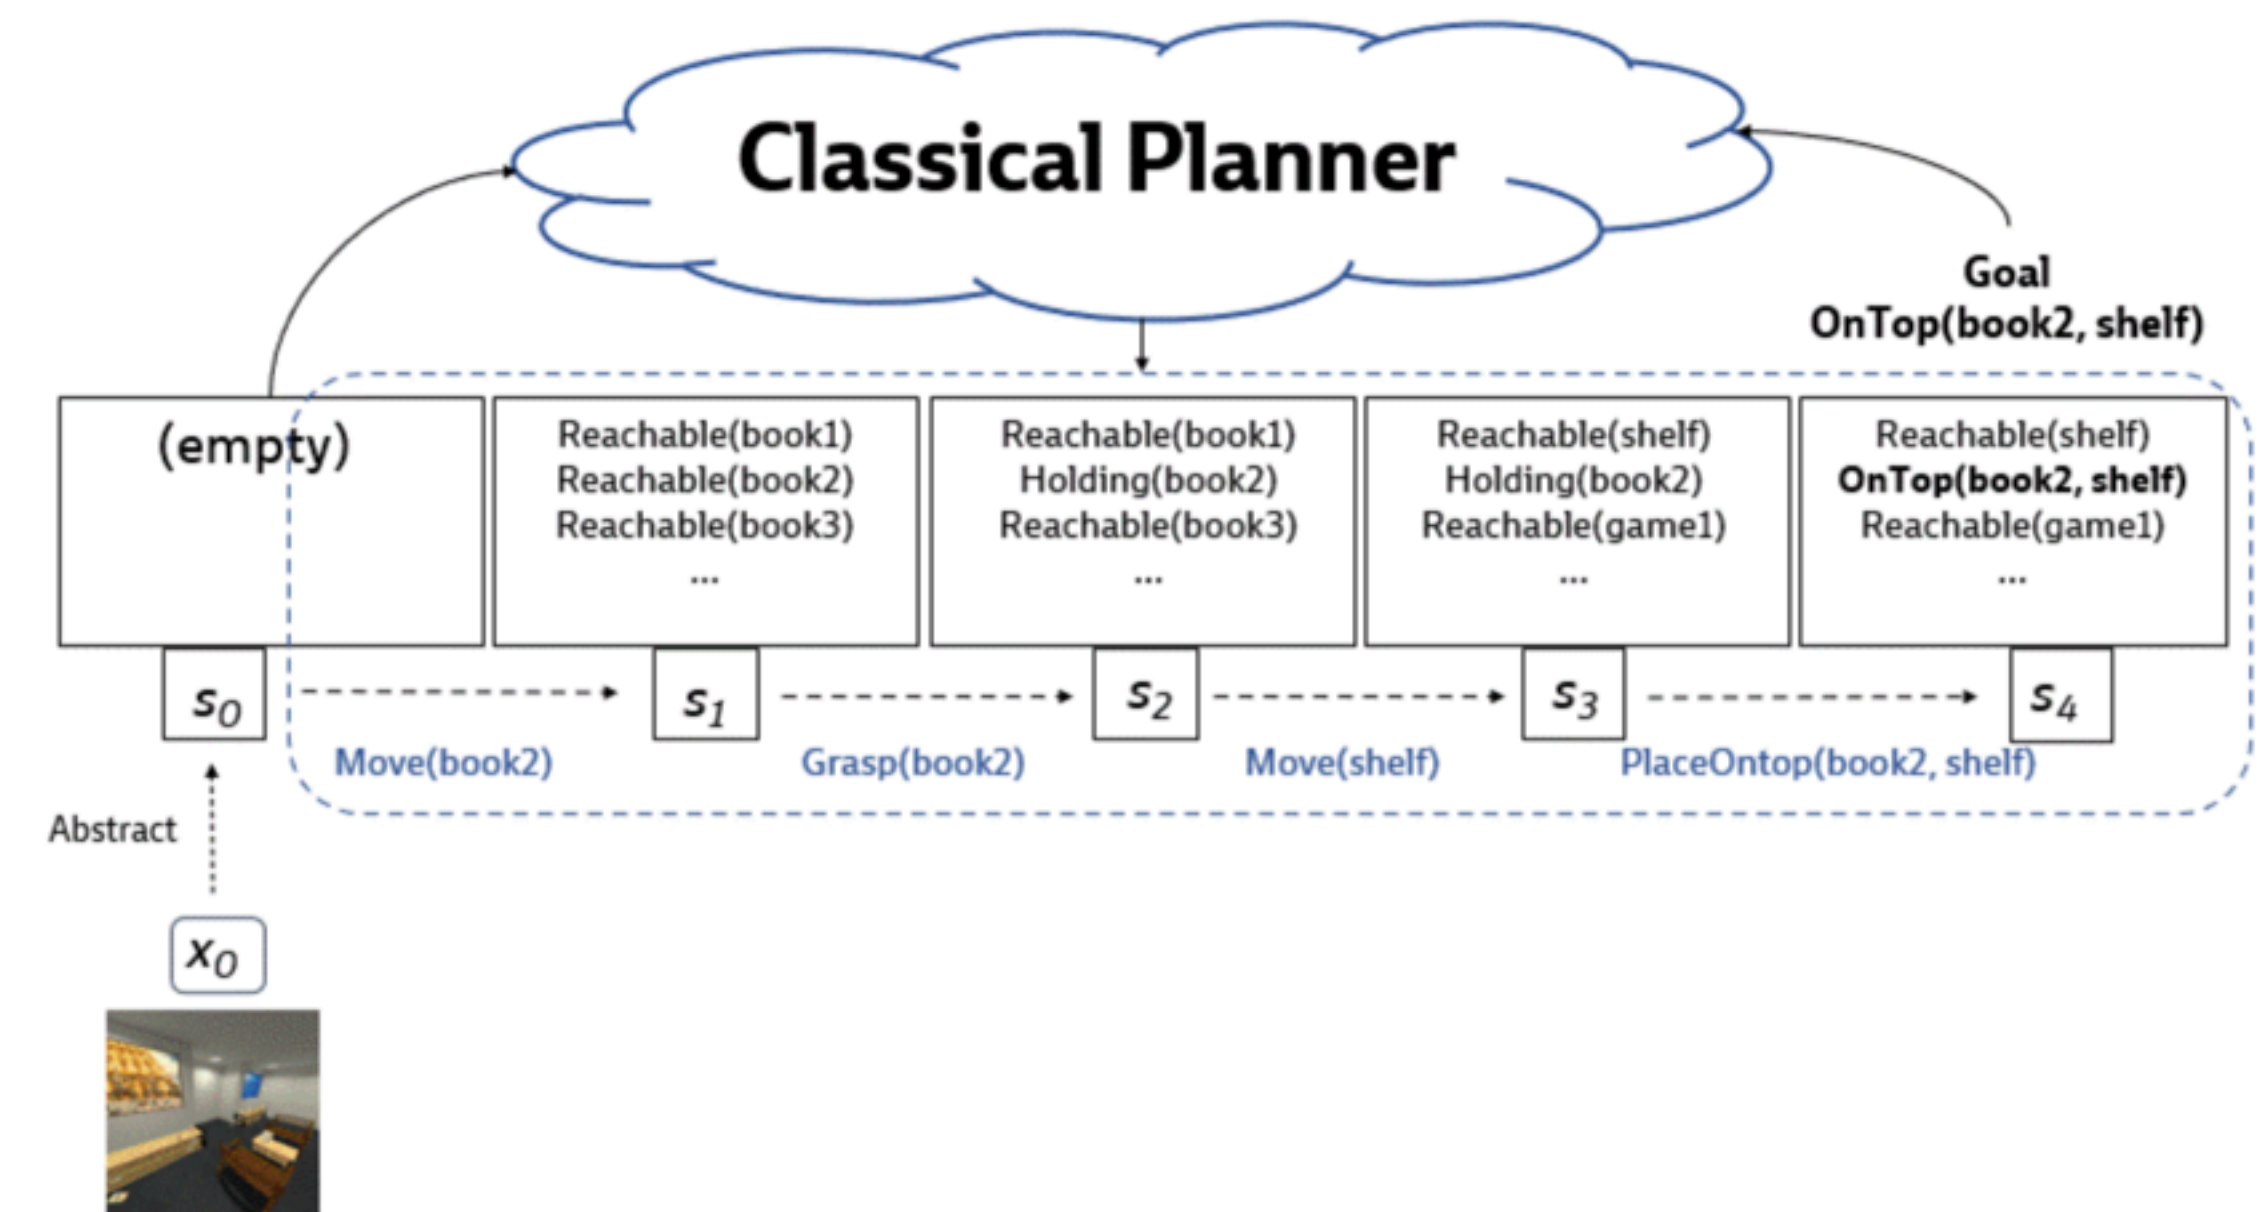 Classical Planner
Goal
OnTop(book2, shelf)
(empty)
Reachable(book1)
Reachable(book2)
Reachable(book3)
...
Reachable(book1)
Holding(book2)
Reachable(book3)
...
Reachable(shelf)
Holding(book2)
Reachable(game1)
...
Reachable(shelf)
OnTop(book2, shelf)
Reachable(game1)
...
s0
s1
s2
s3
s4
Move(book2)
Grasp(book2)
Move(shelf)
PlaceOntop(book2, shelf)
Abstract
x0